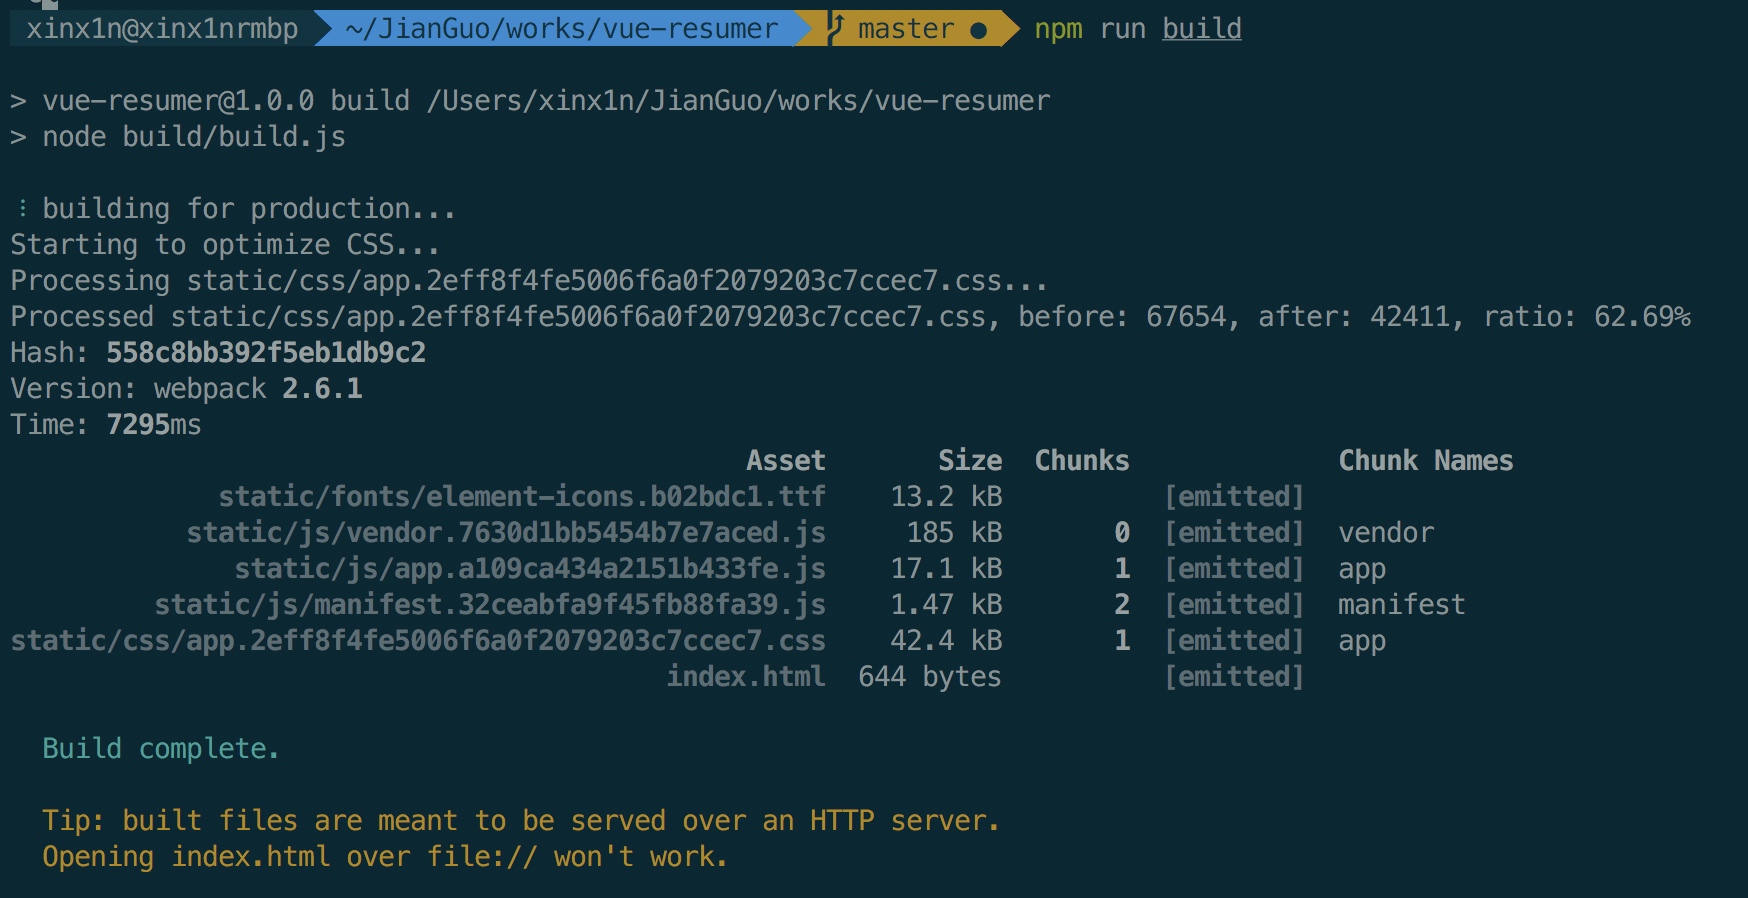 xinx1n@xinx1nrmbp ~/JianGuo/works/vue-resumer master ● npm run build
> vue-resumer@1.0.0 build /Users/xinx1n/JianGuo/works/vue-resumer
> node build/build.js
⋮ building for production...
Starting to optimize CSS...
Processing static/css/app.2eff8f4fe5006f6a0f2079203c7ccec7.css...
Processed static/css/app.2eff8f4fe5006f6a0f2079203c7ccec7.css, before: 67654, after: 42411, ratio: 62.69%
Hash: 558c8bb392f5eb1db9c2
Version: webpack 2.6.1
Time: 7295ms
Asset Size Chunks Chunk Names
static/fonts/element-icons.b02bdc1.ttf 13.2 kB [emitted]
static/js/vendor.7630d1bb5454b7e7aced.js 185 kB 0 [emitted] vendor
static/js/app.a109ca434a2151b433fe.js 17.1 kB 1 [emitted] app
static/js/manifest.32ceabfa9f45fb88fa39.js 1.47 kB 2 [emitted] manifest
static/css/app.2eff8f4fe5006f6a0f2079203c7ccec7.css 42.4 kB 1 [emitted] app
index.html 644 bytes [emitted]
Build complete.
Tip: built files are meant to be served over an HTTP server.
Opening index.html over file:// won't work.